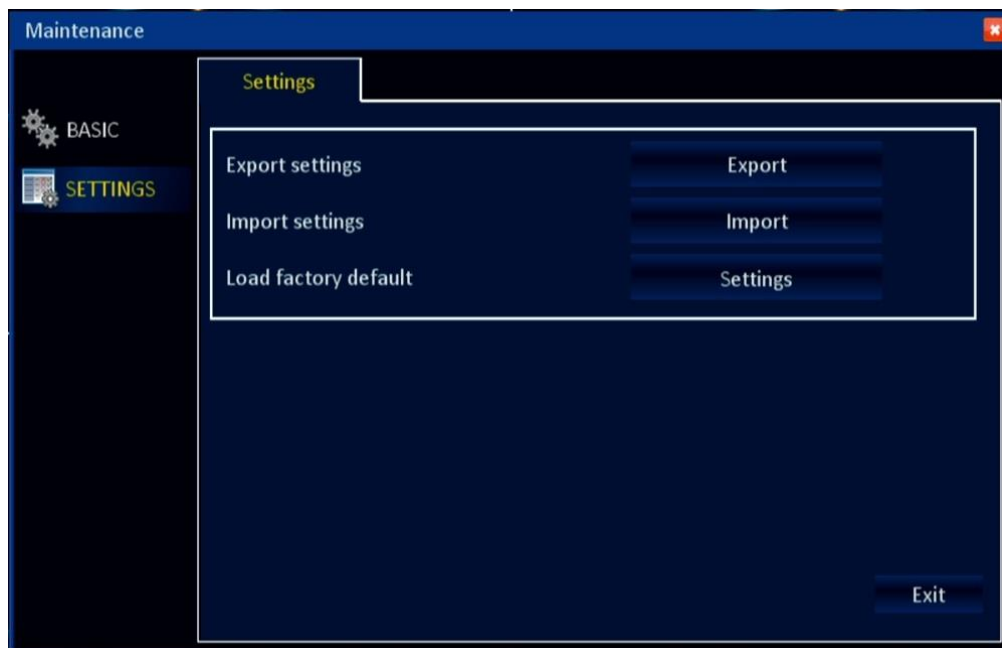 Maintenance
Settings
BASIC
SETTINGS
Export settings Export
Import settings Import
Load factory default Settings
Exit